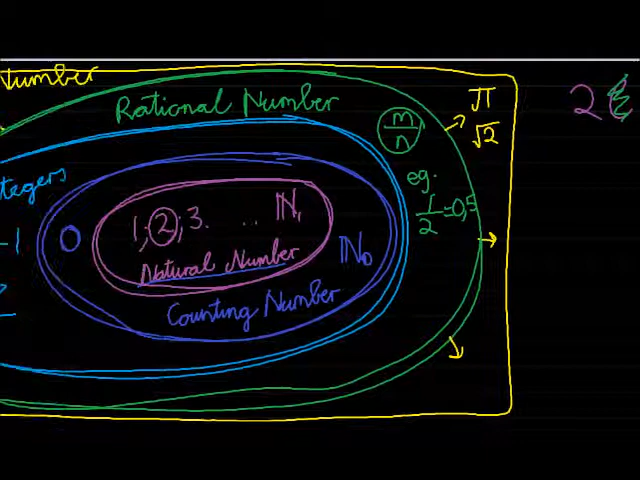 Number
Rational Number
π
√2
2
m/n
tegers
eg.
1/2 = 0,5
1; 2; 3. ... ℕ,
-1
0
Natural Number
ℕ₀
Counting Number